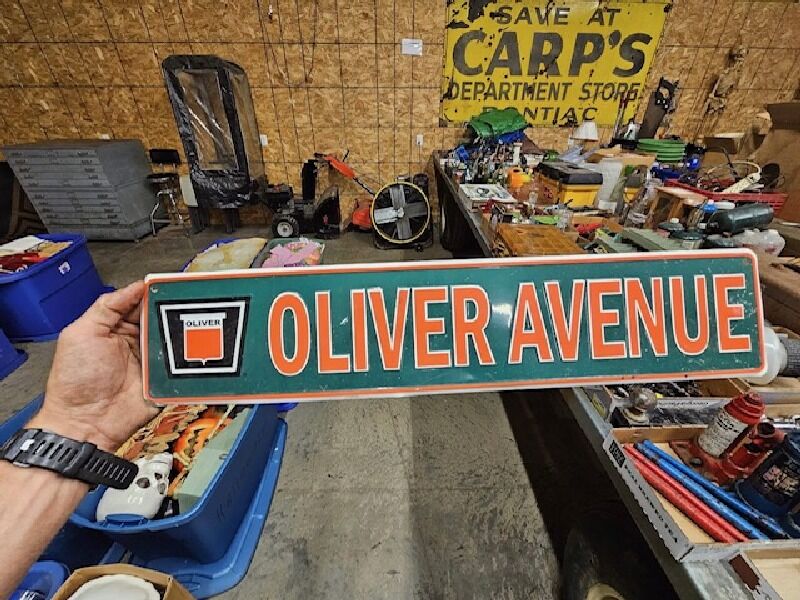 SAVE AT
CARP'S
DEPARTMENT STORE
PONTIAC
OLIVER
OLIVER AVENUE